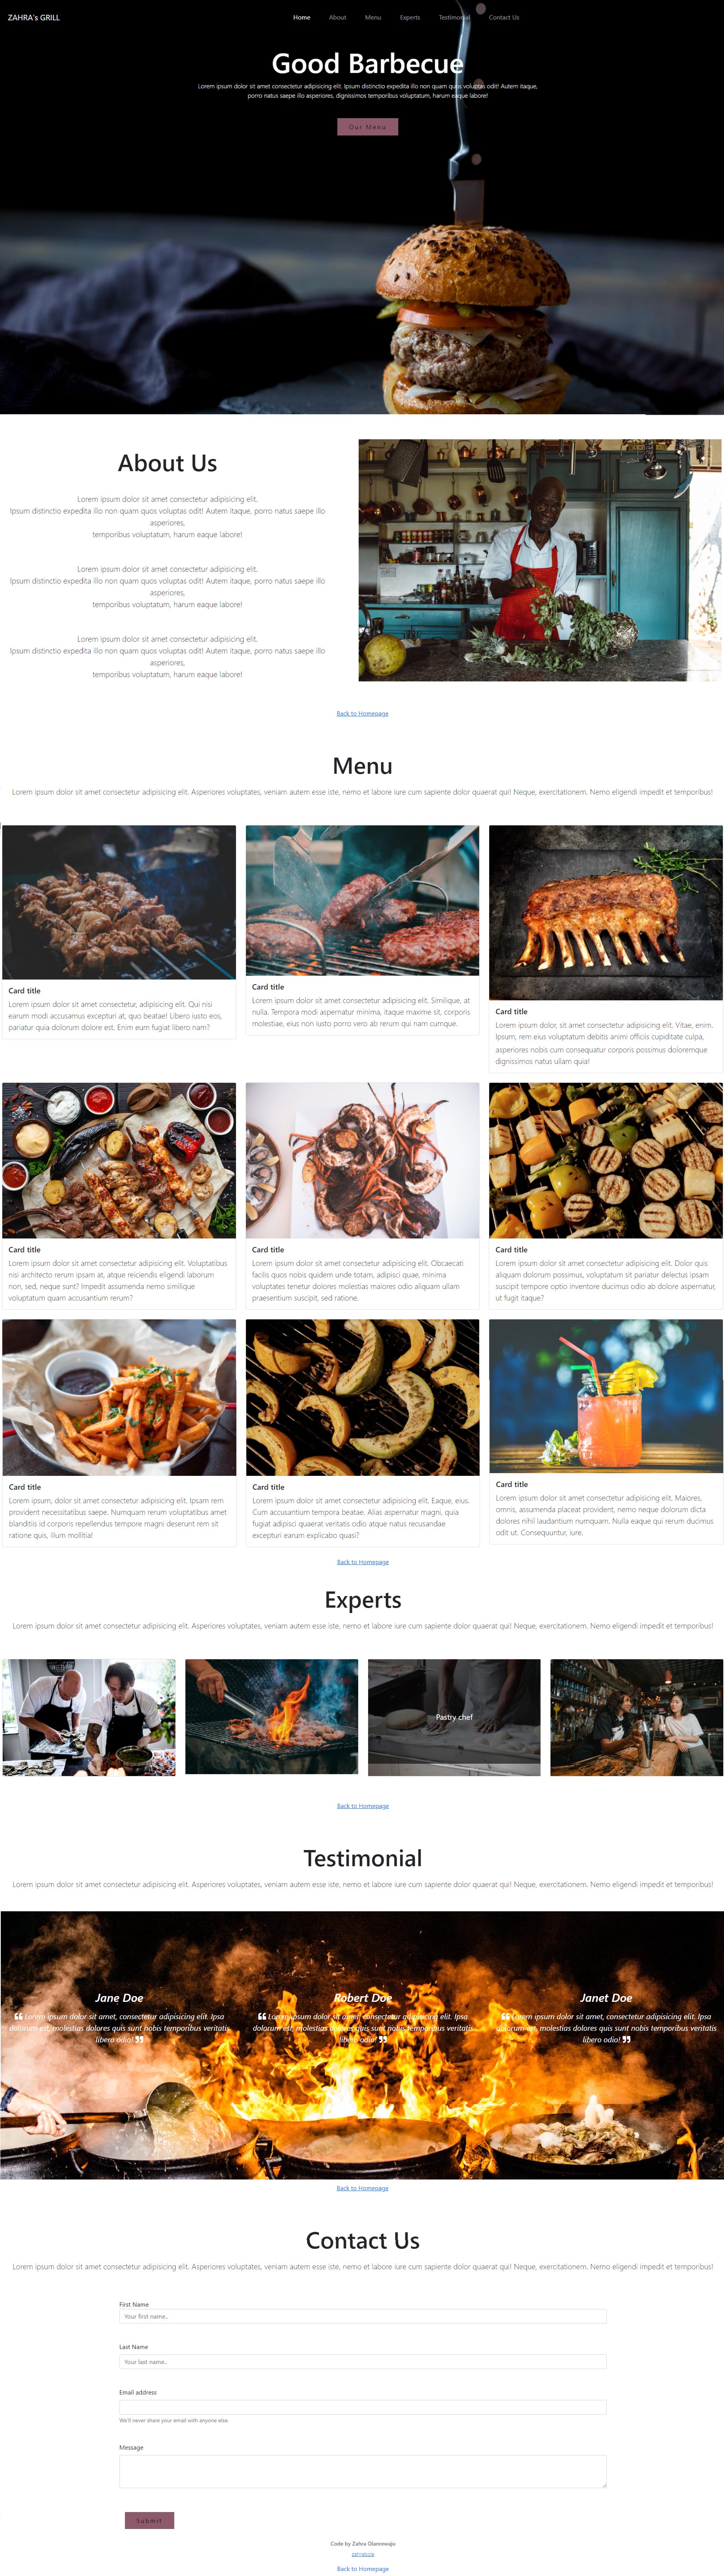 ZAHRA's GRILL
Home About Menu Experts Testimonial Contact Us
Good Barbecue
Lorem ipsum dolor sit amet consectetur adipisicing elit. Ipsum distinctio expedita illo non quam quos voluptas odit! Autem itaque,
porro natus saepe illo asperiores, dignissimos temporibus voluptatum, harum eaque labore!
Our Menu
About Us
Lorem ipsum dolor sit amet consectetur adipisicing elit.
Ipsum distinctio expedita illo non quam quos voluptas odit! Autem itaque, porro natus saepe illo
asperiores,
temporibus voluptatum, harum eaque labore!
Lorem ipsum dolor sit amet consectetur adipisicing elit.
Ipsum distinctio expedita illo non quam quos voluptas odit! Autem itaque, porro natus saepe illo
asperiores,
temporibus voluptatum, harum eaque labore!
Lorem ipsum dolor sit amet consectetur adipisicing elit.
Ipsum distinctio expedita illo non quam quos voluptas odit! Autem itaque, porro natus saepe illo
asperiores,
temporibus voluptatum, harum eaque labore!
Back to Homepage
Menu
Lorem ipsum dolor sit amet consectetur adipisicing elit. Asperiores voluptates, veniam autem esse iste, nemo et labore iure cum sapiente dolor quaerat qui! Neque, exercitationem. Nemo eligendi impedit et temporibus!
Card title
Lorem ipsum dolor sit amet consectetur, adipisicing elit. Qui nisi
earum modi accusamus excepturi at, quo beatae! Libero iusto eos,
pariatur quia dolorum dolore est. Enim eum fugiat libero nam?
Card title
Lorem ipsum dolor sit amet consectetur adipisicing elit. Similique, at
nulla. Tempora modi aspernatur minima, itaque maxime sit, corporis
molestiae, eius non iusto porro vero ab rerum qui nam cumque.
Card title
Lorem ipsum dolor, sit amet consectetur adipisicing elit. Vitae, enim.
Ipsum, rem eius voluptatum debitis animi officiis cupiditate culpa,
asperiores nobis cum consequatur corporis possimus doloremque
dignissimos natus ullam quia!
Card title
Lorem ipsum dolor sit amet consectetur adipisicing elit. Voluptatibus
nisi architecto rerum ipsam at, atque reiciendis eligendi laborum
non, sed, neque sunt? Impedit assumenda nemo similique
voluptatum quam accusantium rerum?
Card title
Lorem ipsum dolor sit amet consectetur adipisicing elit. Obcaecati
facilis quos nobis quidem unde totam, adipisci quae, minima
voluptates tenetur dolores molestias maiores odio aliquam ullam
praesentium suscipit, sed ratione.
Card title
Lorem ipsum dolor sit amet consectetur adipisicing elit. Dolor quis
aliquam dolorum possimus, voluptatum sit pariatur delectus ipsam
suscipit tempore optio inventore ducimus odio ab dolore aspernatur,
ut fugit itaque?
Card title
Lorem ipsum, dolor sit amet consectetur adipisicing elit. Ipsam rem
provident necessitatibus saepe. Numquam rerum voluptatibus amet
blanditiis id corporis repellendus tempore magni deserunt rem sit
ratione quis, illum mollitia!
Card title
Lorem ipsum dolor sit amet consectetur adipisicing elit. Eaque, eius.
Cum accusantium tempora beatae. Alias aspernatur magni, quia
fugiat adipisci quaerat veritatis odio atque natus recusandae
excepturi earum explicabo quasi?
Card title
Lorem ipsum dolor sit amet consectetur adipisicing elit. Maiores,
omnis, assumenda placeat provident, nemo neque dolorum dicta
dolores nihil laudantium numquam. Nulla eaque qui rerum ducimus
odit ut. Consequuntur, iure.
Back to Homepage
Experts
Lorem ipsum dolor sit amet consectetur adipisicing elit. Asperiores voluptates, veniam autem esse iste, nemo et labore iure cum sapiente dolor quaerat qui! Neque, exercitationem. Nemo eligendi impedit et temporibus!
Pastry chef
Back to Homepage
Testimonial
Lorem ipsum dolor sit amet consectetur adipisicing elit. Asperiores voluptates, veniam autem esse iste, nemo et labore iure cum sapiente dolor quaerat qui! Neque, exercitationem. Nemo eligendi impedit et temporibus!
Jane Doe
❝ Lorem ipsum dolor sit amet, consectetur adipisicing elit. Ipsa
dolorum est, molestias dolores quis sunt nobis temporibus veritatis
libero odio! ❞
Robert Doe
❝ Lorem ipsum dolor sit amet, consectetur adipisicing elit. Ipsa
dolorum est, molestias dolores quis sunt nobis temporibus veritatis
libero odio! ❞
Janet Doe
❝ Lorem ipsum dolor sit amet, consectetur adipisicing elit. Ipsa
dolorum est, molestias dolores quis sunt nobis temporibus veritatis
libero odio! ❞
Back to Homepage
Contact Us
Lorem ipsum dolor sit amet consectetur adipisicing elit. Asperiores voluptates, veniam autem esse iste, nemo et labore iure cum sapiente dolor quaerat qui! Neque, exercitationem. Nemo eligendi impedit et temporibus!
First Name
Your first name..
Last Name
Your last name..
Email address
We'll never share your email with anyone else.
Message
Submit
Code by Zahra Olanrewaju
zahrabola
Back to Homepage